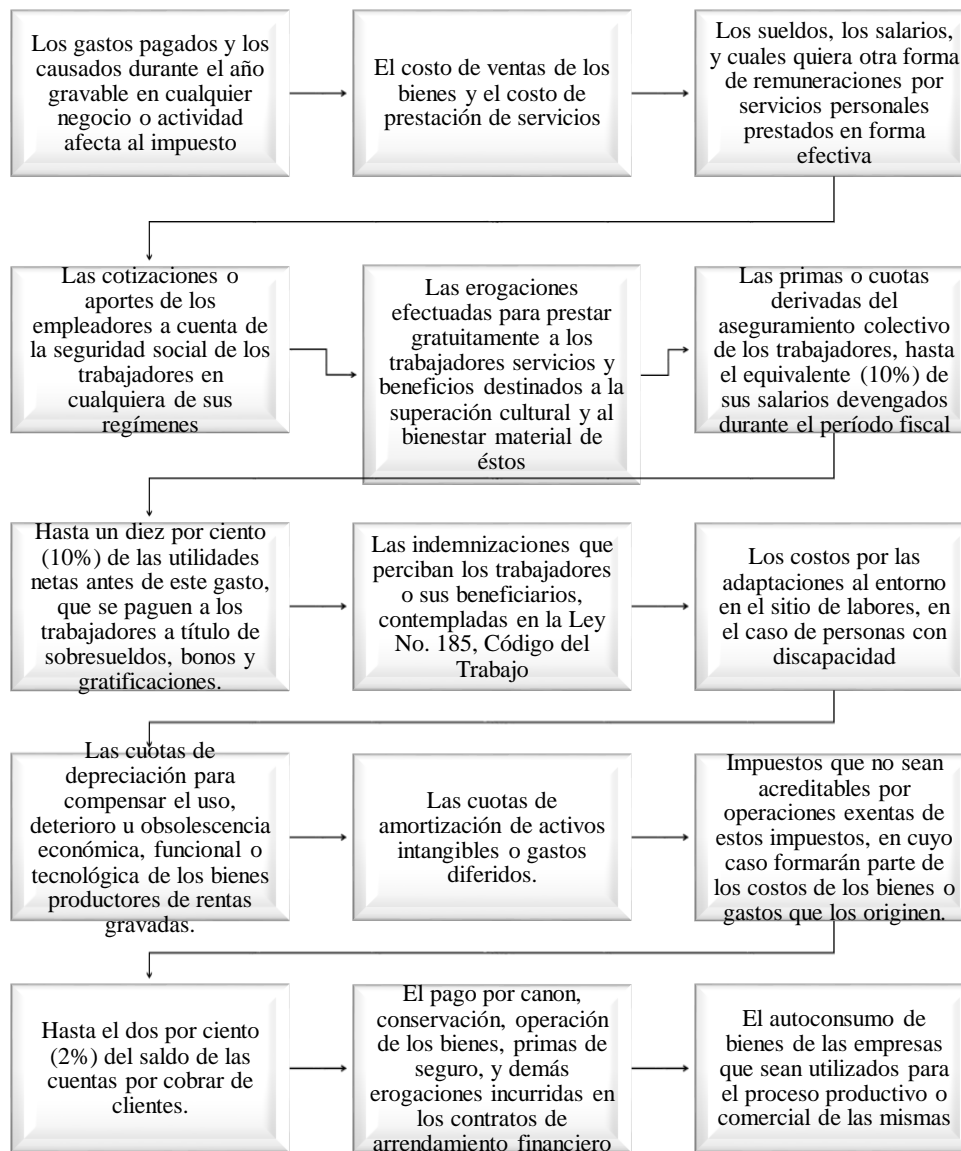 Los gastos pagados y los
causados durante el año
gravable en cualquier
negocio o actividad
afecta al impuesto
El costo de ventas de los
bienes y el costo de
prestación de servicios
Los sueldos, los salarios,
y cuales quiera otra forma
de remuneraciones por
servicios personales
prestados en forma
efectiva
Las cotizaciones o
aportes de los
empleadores a cuenta de
la seguridad social de los
trabajadores en
cualquiera de sus
regímenes
Las erogaciones
efectuadas para prestar
gratuitamente a los
trabajadores servicios y
beneficios destinados a la
superación cultural y al
bienestar material de
éstos
Las primas o cuotas
derivadas del
aseguramiento colectivo
de los trabajadores, hasta
el equivalente (10%) de
sus salarios devengados
durante el período fiscal
Hasta un diez por ciento
(10%) de las utilidades
netas antes de este gasto,
que se paguen a los
trabajadores a título de
sobresueldos, bonos y
gratificaciones.
Las indemnizaciones que
perciban los trabajadores
o sus beneficiarios,
contempladas en la Ley
No. 185, Código del
Trabajo
Los costos por las
adaptaciones al entorno
en el sitio de labores, en
el caso de personas con
discapacidad
Las cuotas de
depreciación para
compensar el uso,
deterioro u obsolescencia
económica, funcional o
tecnológica de los bienes
productores de rentas
gravadas.
Las cuotas de
amortización de activos
intangibles o gastos
diferidos.
Impuestos que no sean
acreditables por
operaciones exentas de
estos impuestos, en cuyo
caso formarán parte de
los costos de los bienes o
gastos que los originen.
Hasta el dos por ciento
(2%) del saldo de las
cuentas por cobrar de
clientes.
El pago por canon,
conservación, operación
de los bienes, primas de
seguro, y demás
erogaciones incurridas en
los contratos de
arrendamiento financiero
El autoconsumo de
bienes de las empresas
que sean utilizados para
el proceso productivo o
comercial de las mismas